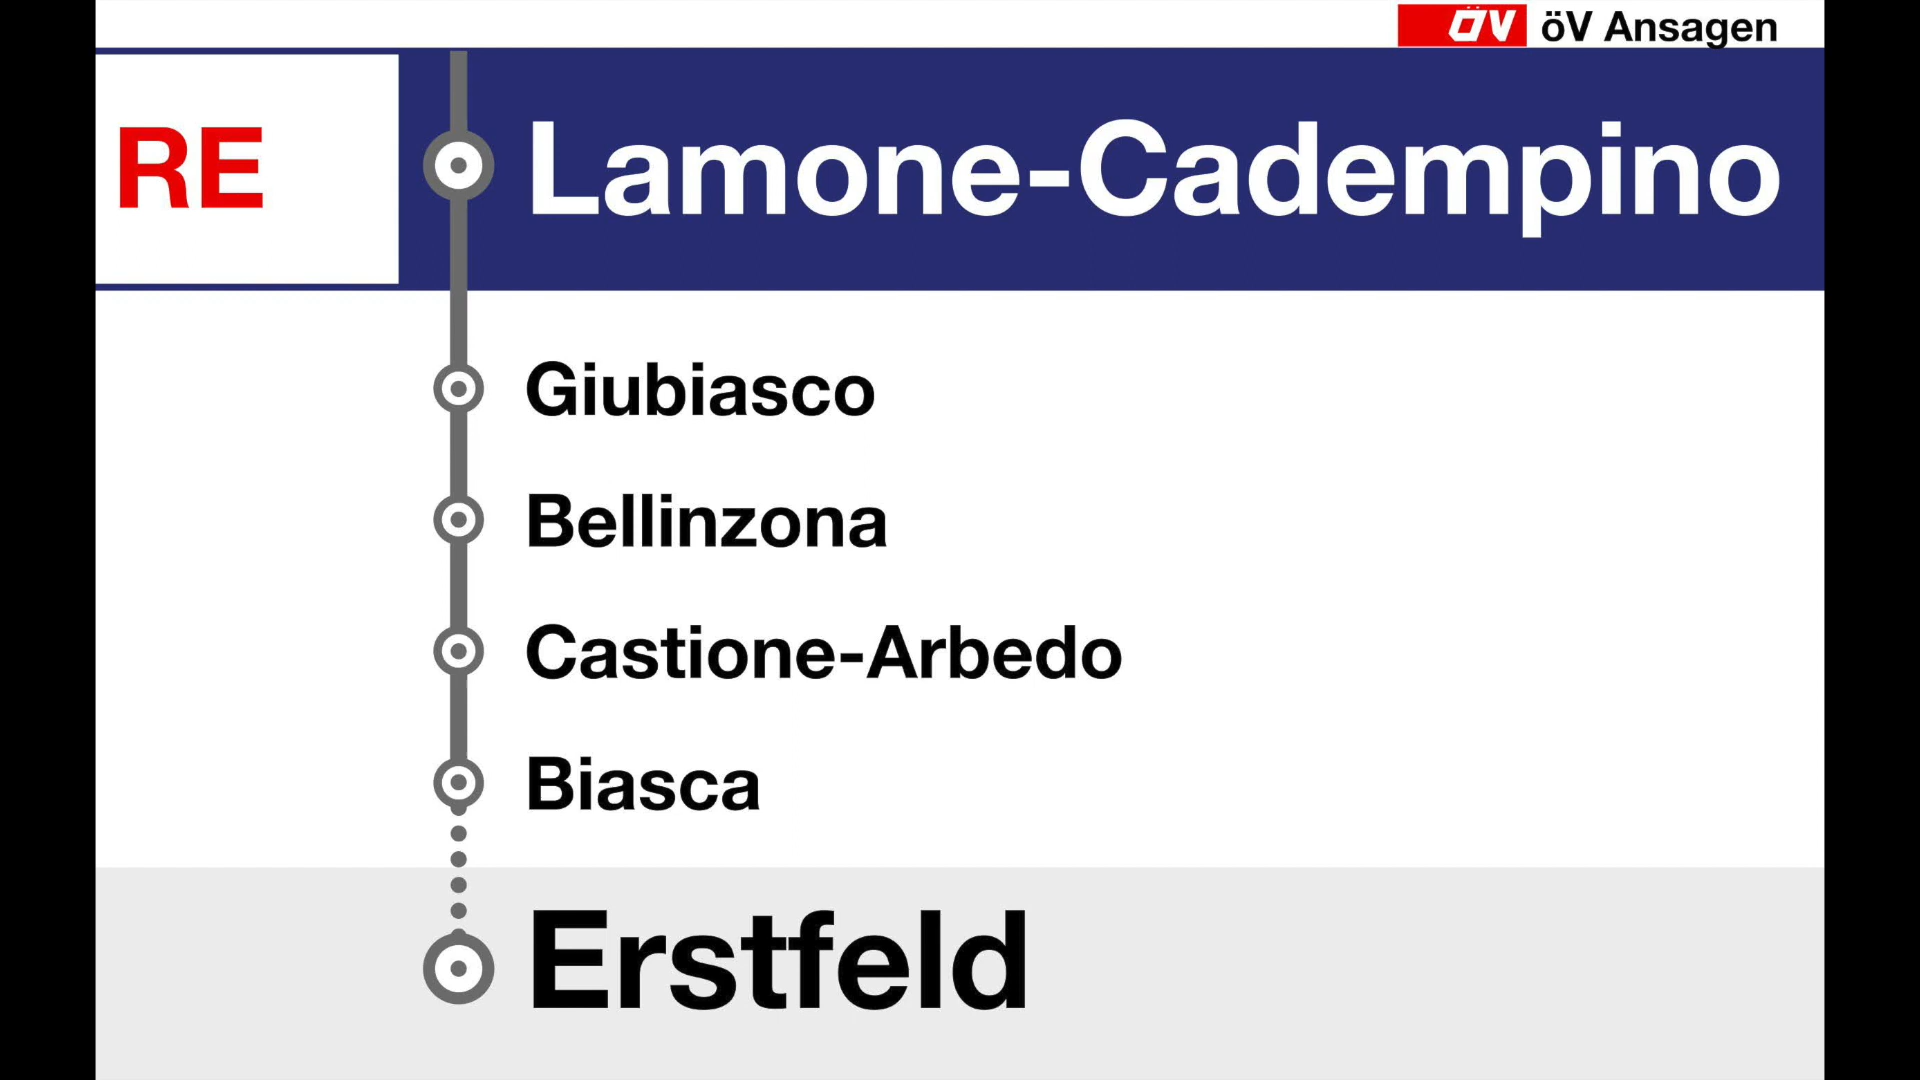 ÖV öV Ansagen
RE Lamone-Cadempino
Giubiasco
Bellinzona
Castione-Arbedo
Biasca
Erstfeld